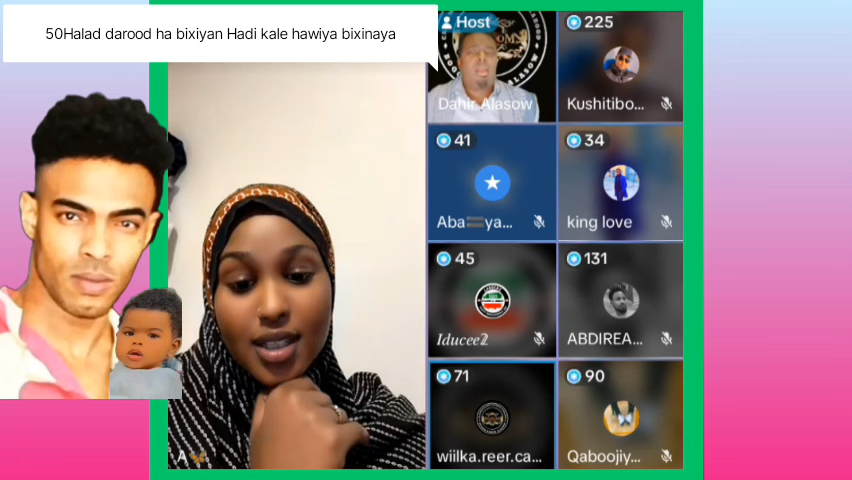 50Halad darood ha bixiyan Hadi kale hawiya bixinaya
Host
Dahir Alasow
225
Kushitibo...
41
34
king love
45
Iducee2
131
ABDIREA...
71
wiilka.reer.ca...
90
Qaboojiy...
A